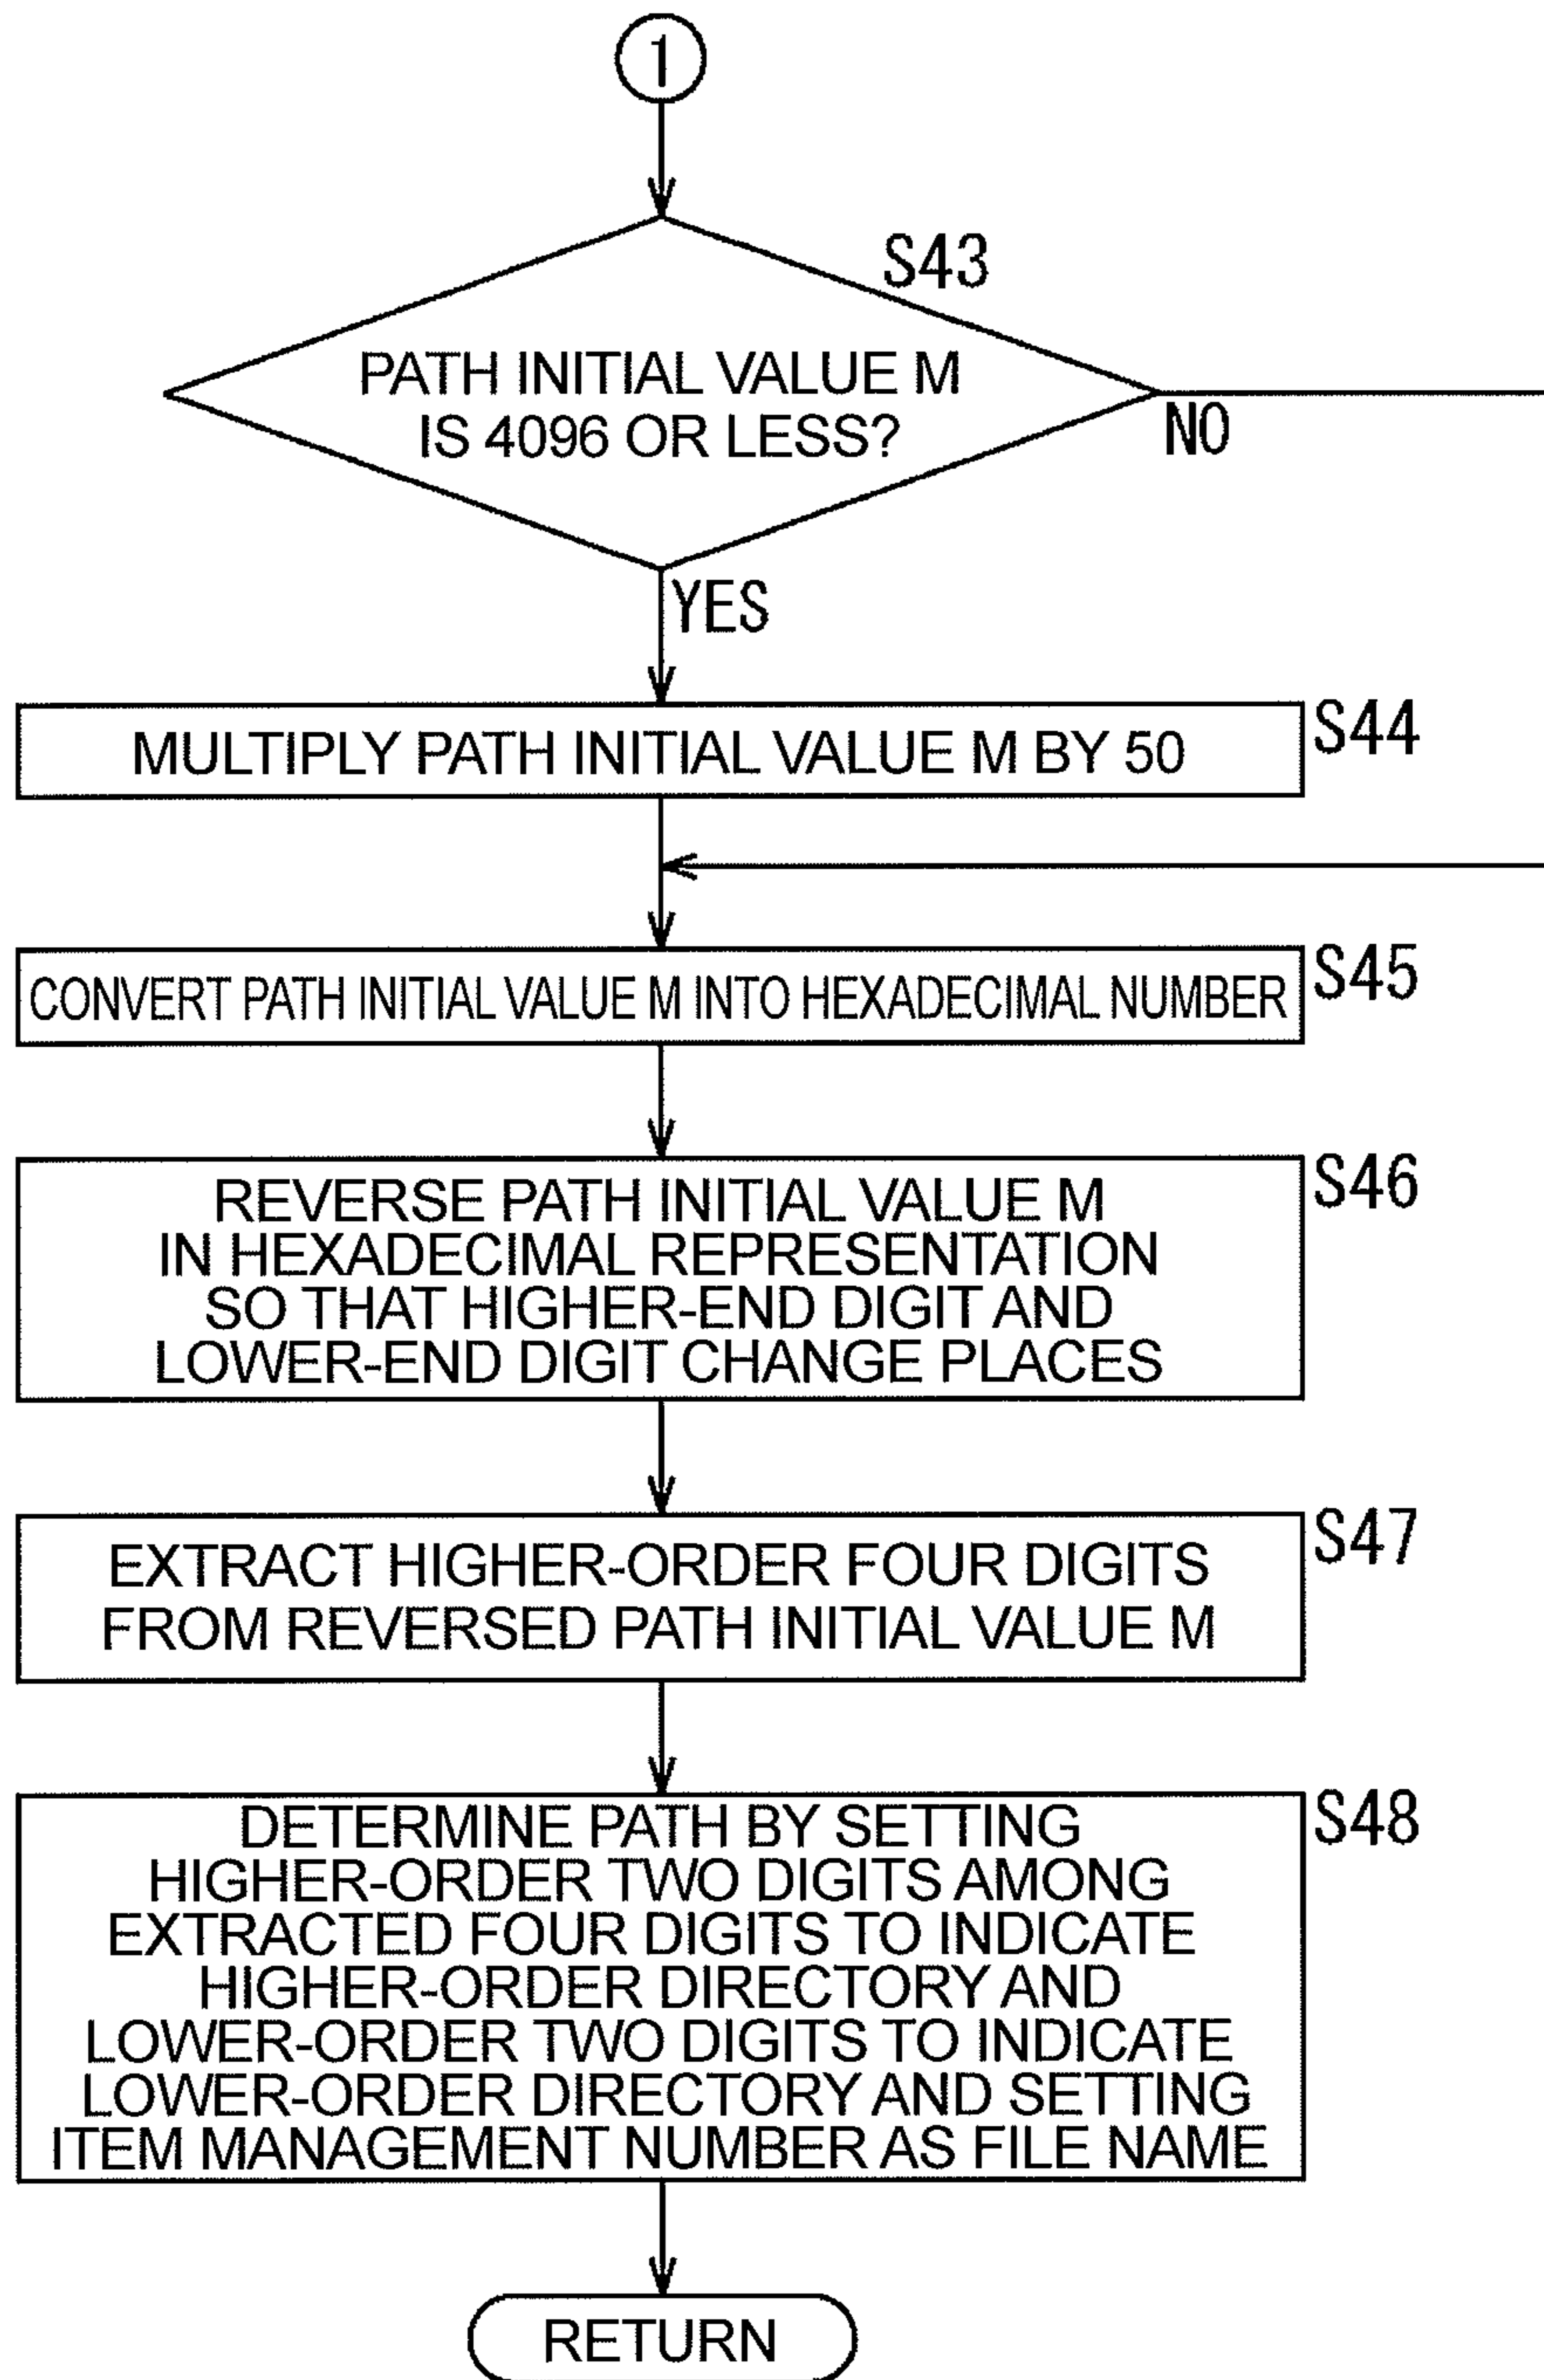 1
S43
PATH INITIAL VALUE M
IS 4096 OR LESS?
NO
YES
S44
MULTIPLY PATH INITIAL VALUE M BY 50
S45
CONVERT PATH INITIAL VALUE M INTO HEXADECIMAL NUMBER
S46
REVERSE PATH INITIAL VALUE M
IN HEXADECIMAL REPRESENTATION
SO THAT HIGHER-END DIGIT AND
LOWER-END DIGIT CHANGE PLACES
S47
EXTRACT HIGHER-ORDER FOUR DIGITS
FROM REVERSED PATH INITIAL VALUE M
S48
DETERMINE PATH BY SETTING
HIGHER-ORDER TWO DIGITS AMONG
EXTRACTED FOUR DIGITS TO INDICATE
HIGHER-ORDER DIRECTORY AND
LOWER-ORDER TWO DIGITS TO INDICATE
LOWER-ORDER DIRECTORY AND SETTING
ITEM MANAGEMENT NUMBER AS FILE NAME
RETURN